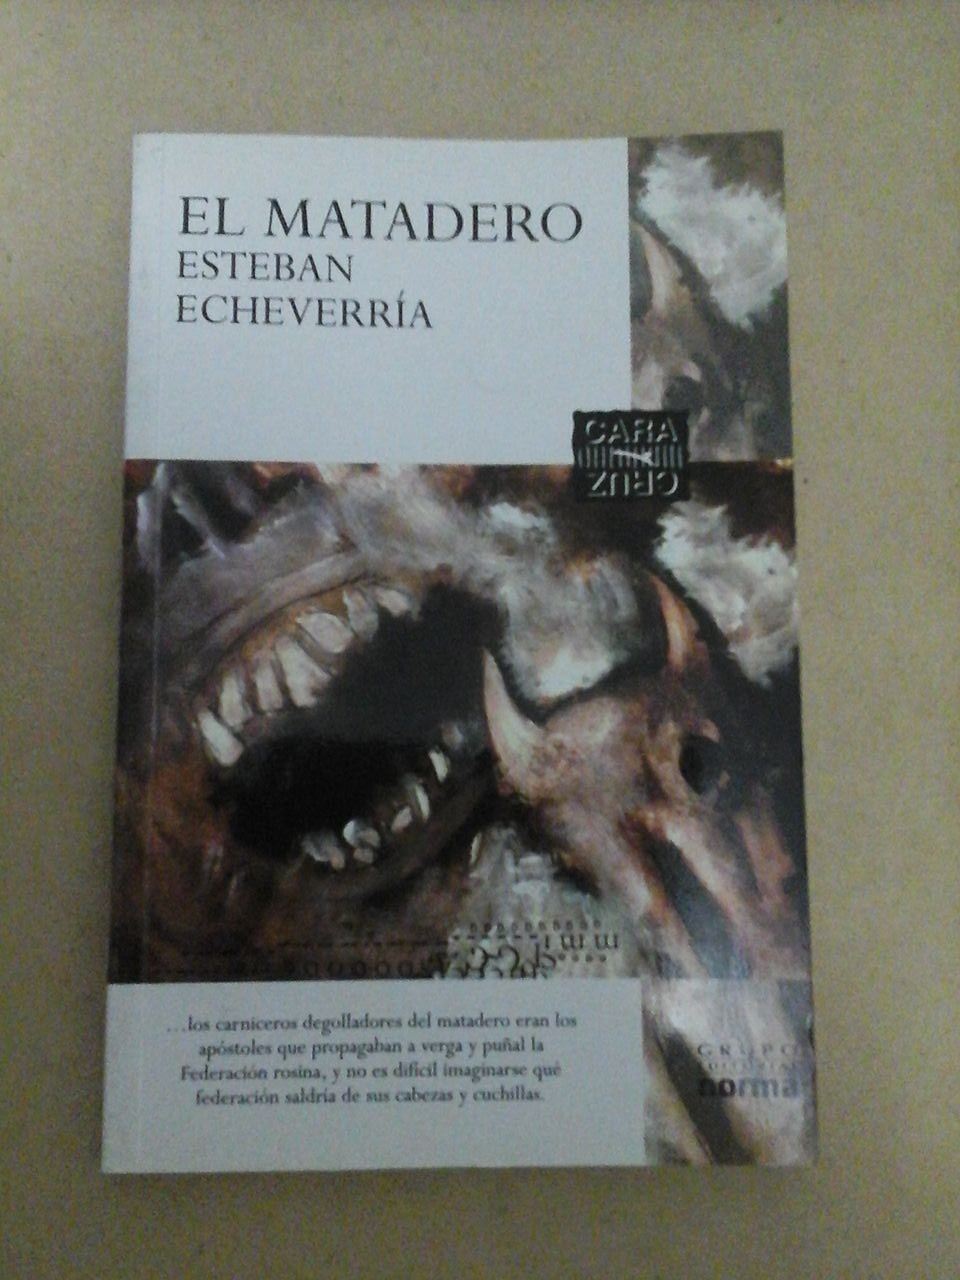 EL MATADERO
ESTEBAN
ECHEVERRÍA
CARA
CRUZ
...los carniceros degolladores del matadero eran los
apóstoles que propagaban a verga y puñal la
Federación rosina, y no es difícil imaginarse qué
federación saldría de sus cabezas y cuchillas.
GRUPO
EDITORIAL
norma